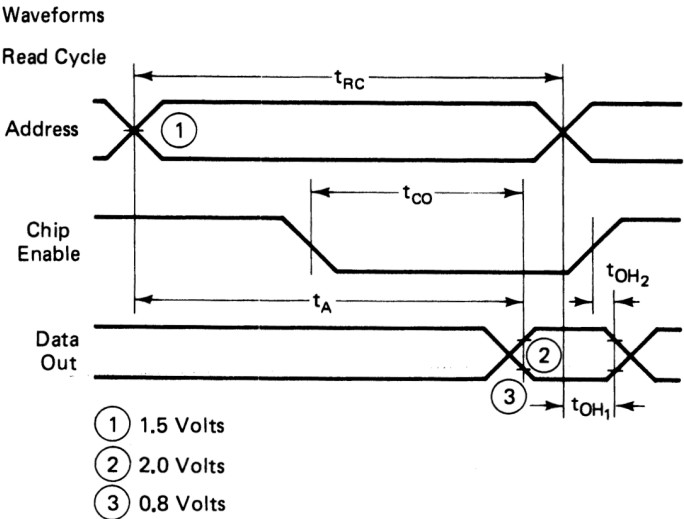 Waveforms
Read Cycle
tRC
Address
1
tCO
Chip
Enable
tOH2
tA
Data
Out
2
3
tOH1
1 1.5 Volts
2 2.0 Volts
3 0.8 Volts